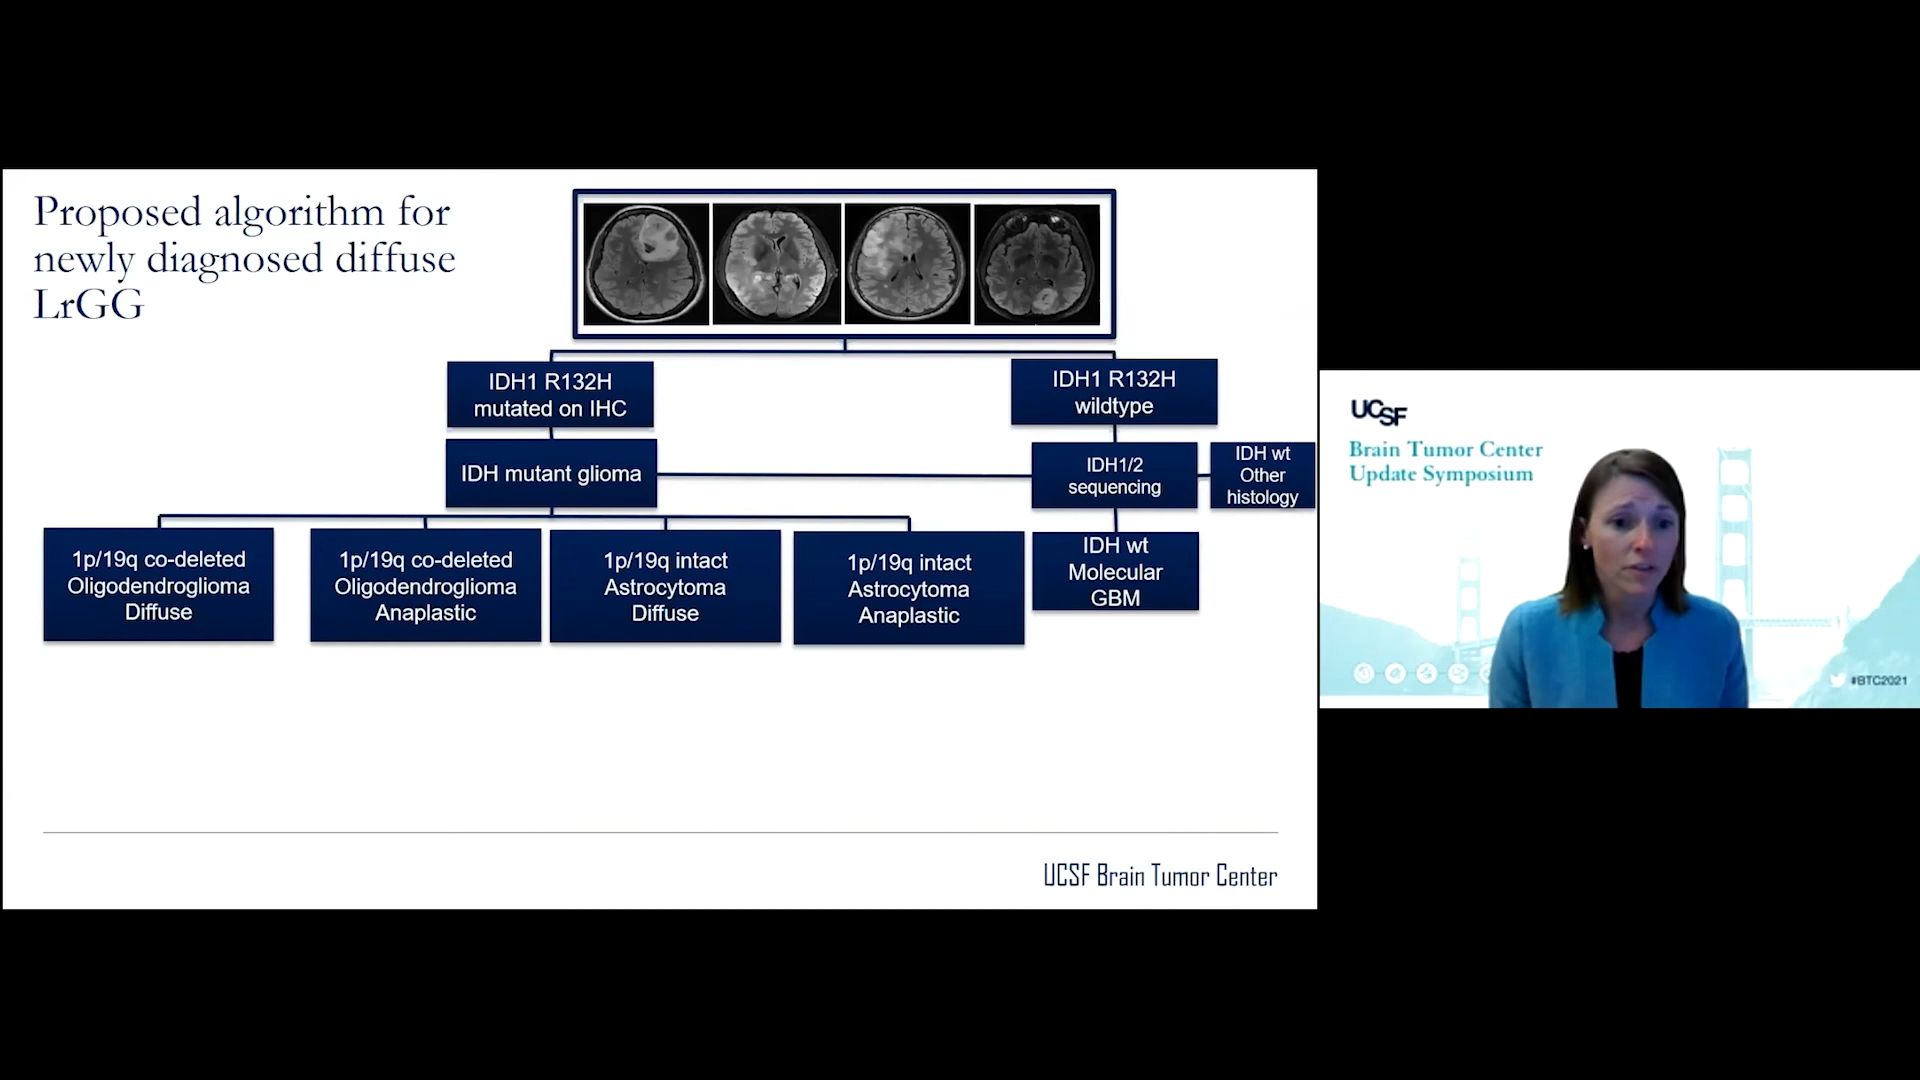 Proposed algorithm for
newly diagnosed diffuse
LrGG
IDH1 R132H
mutated on IHC
IDH1 R132H
wildtype
IDH mutant glioma
IDH1/2
sequencing
IDH wt
Other
histology
1p/19q co-deleted
Oligodendroglioma
Diffuse
1p/19q co-deleted
Oligodendroglioma
Anaplastic
1p/19q intact
Astrocytoma
Diffuse
1p/19q intact
Astrocytoma
Anaplastic
IDH wt
Molecular
GBM
UCSF Brain Tumor Center
UCSF
Brain Tumor Center
Update Symposium
#BTC2021